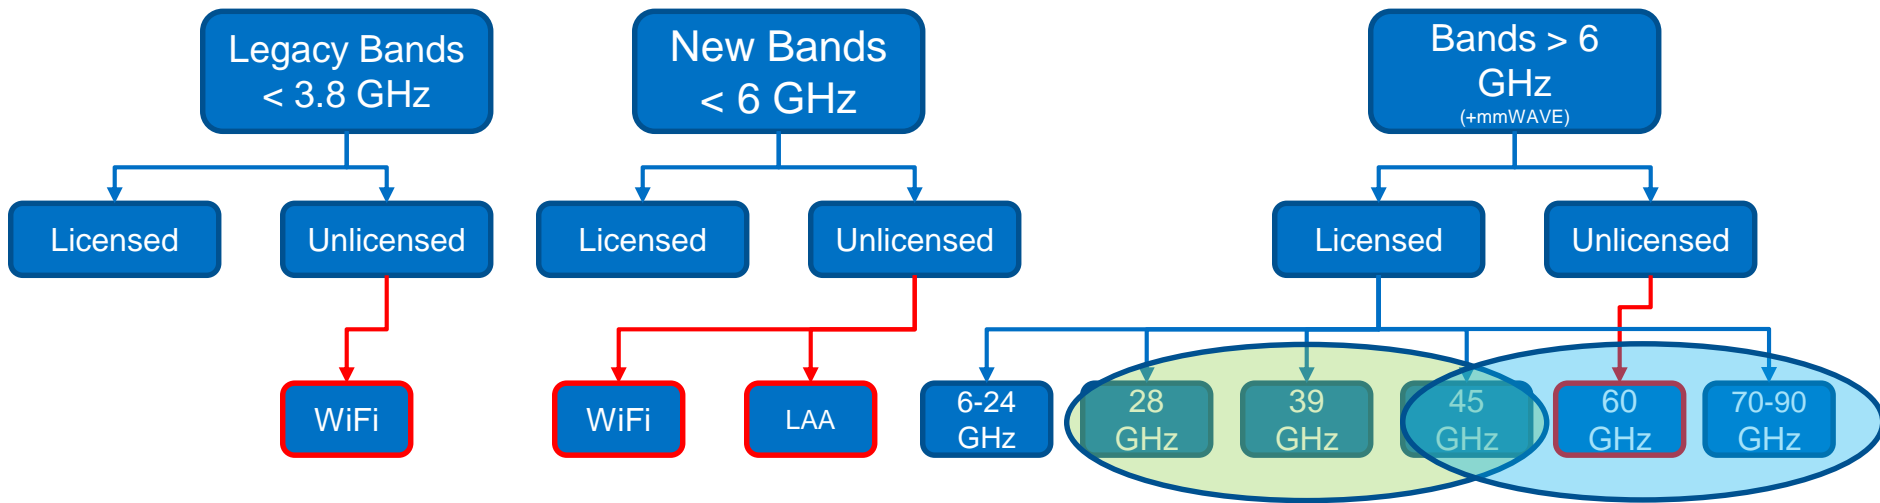 Legacy Bands
< 3.8 GHz
New Bands
< 6 GHz
Bands > 6
GHz
(+mmWAVE)
Licensed
Unlicensed
Licensed
Unlicensed
Licensed
Unlicensed
WiFi
WiFi
LAA
6-24
GHz
28
GHz
39
GHz
45
GHz
60
GHz
70-90
GHz